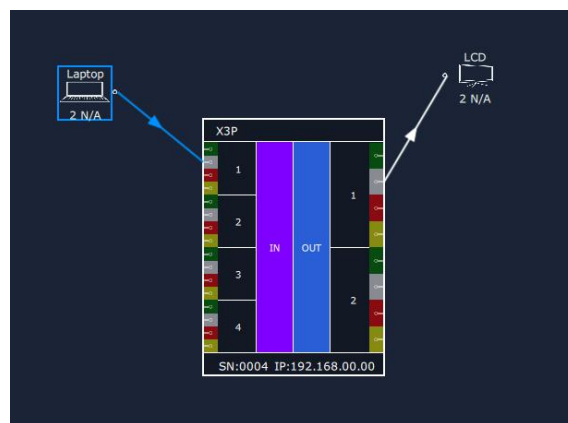 Laptop
2 N/A
LCD
2 N/A
X3P
1
2
3
4
IN
OUT
1
2
SN:0004 IP:192.168.00.00